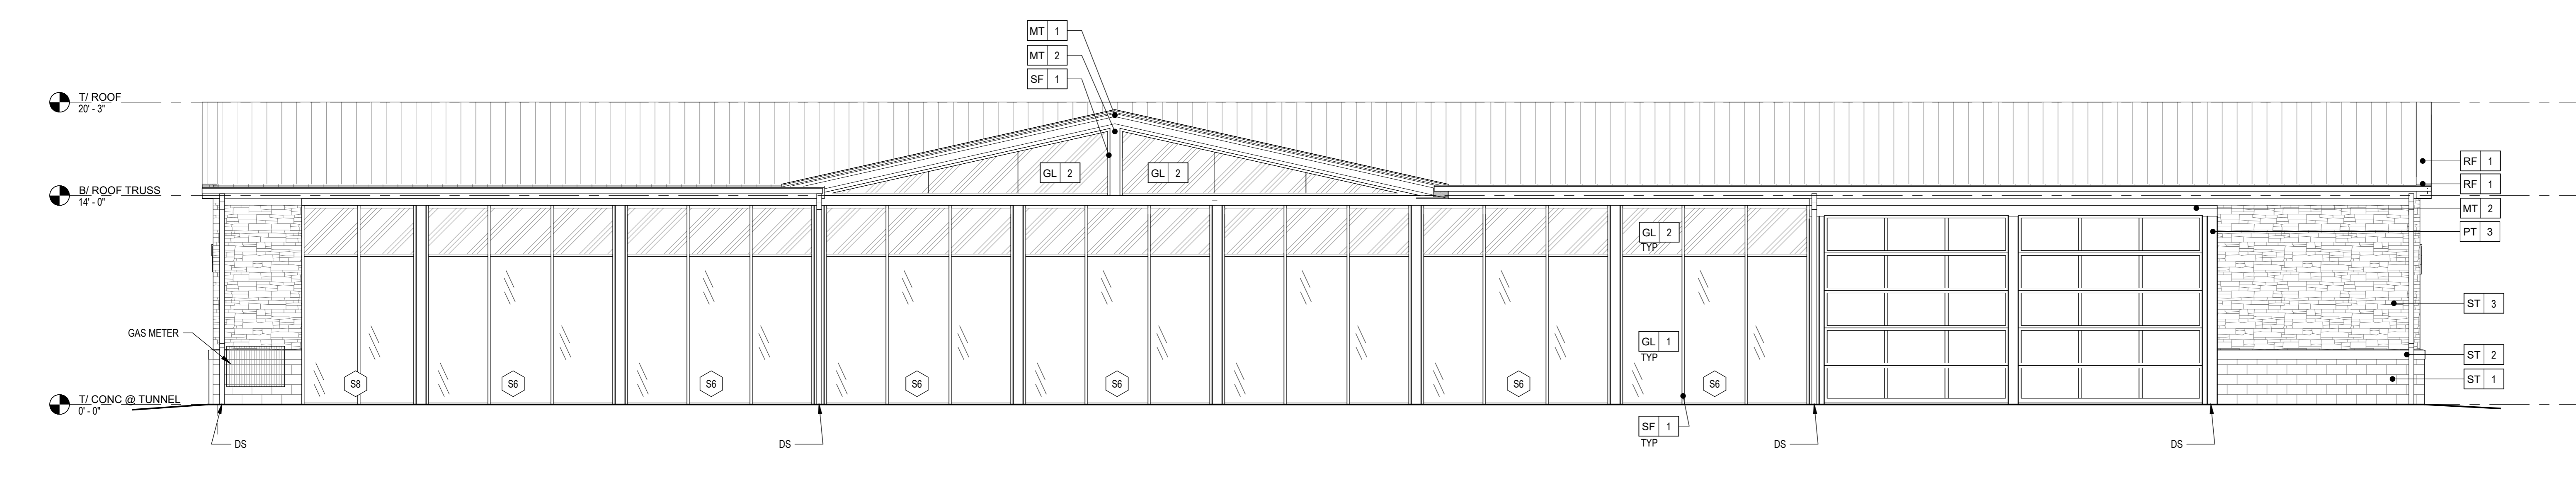 MT 1
MT 2
SF 1
T/ ROOF
20' - 3"
RF 1
GL 2
GL 2
RF 1
B/ ROOF TRUSS
14' - 0"
MT 2
GL 2
TYP
PT 3
ST 3
GAS METER
GL 1
TYP
ST 2
S8
S6
S6
S6
S6
S6
S6
ST 1
T/ CONC @ TUNNEL
0' - 0"
SF 1
TYP
DS
DS
DS
DS